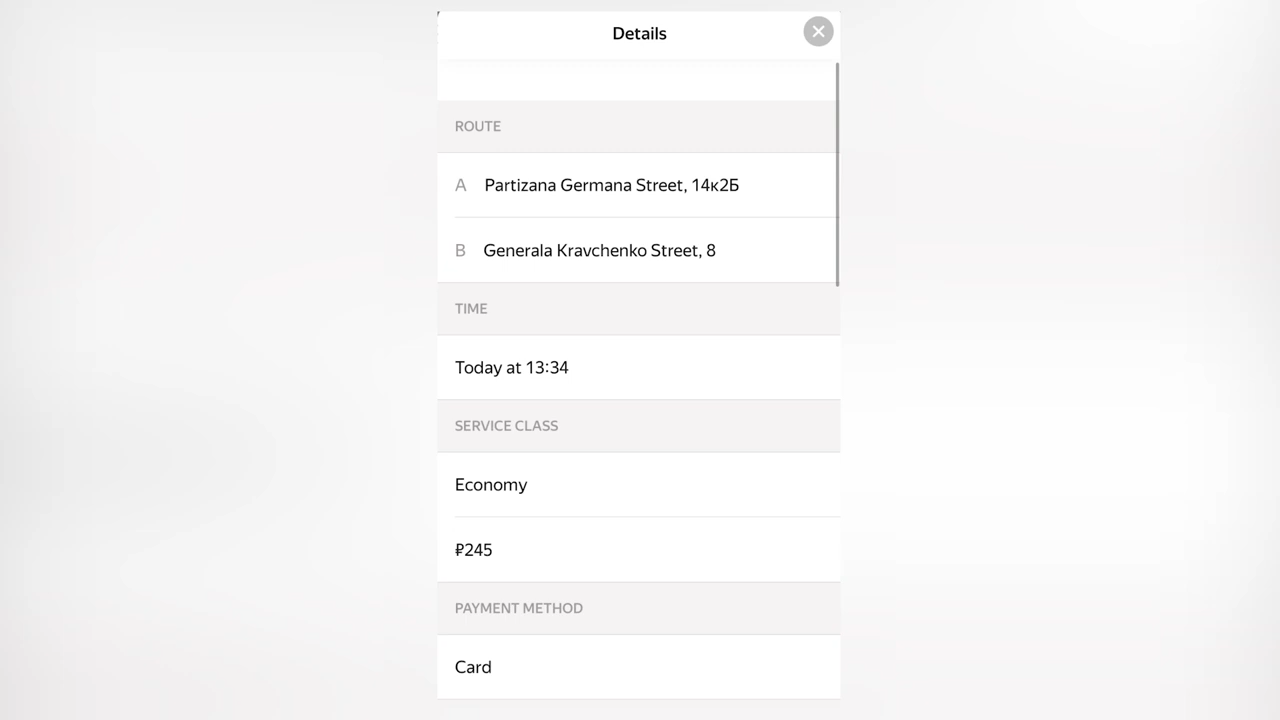 Details
ROUTE
A Partizana Germana Street, 14к2Б
B Generala Kravchenko Street, 8
TIME
Today at 13:34
SERVICE CLASS
Economy
₽245
PAYMENT METHOD
Card